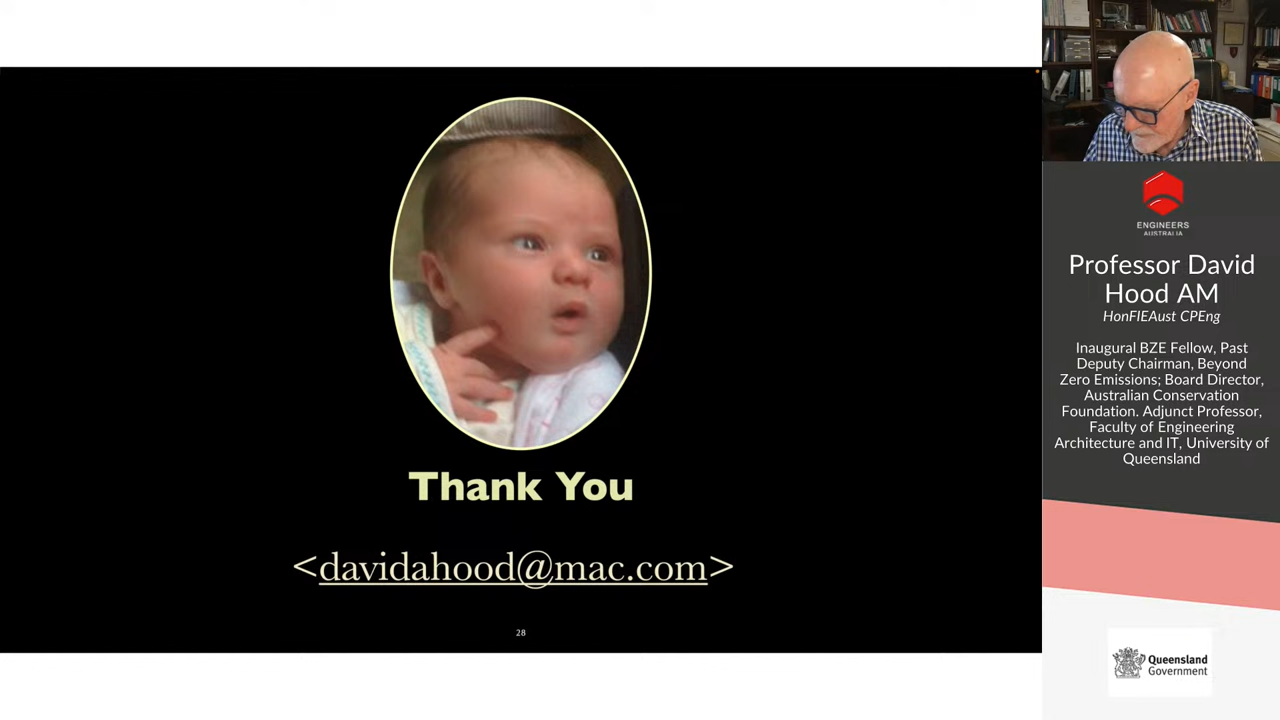 Thank You
<davidahood@mac.com>
28
ENGINEERS
AUSTRALIA
Professor David
Hood AM
HonFIEAust CPEng
Inaugural BZE Fellow, Past
Deputy Chairman, Beyond
Zero Emissions; Board Director,
Australian Conservation
Foundation. Adjunct Professor,
Faculty of Engineering
Architecture and IT, University of
Queensland
Queensland
Government